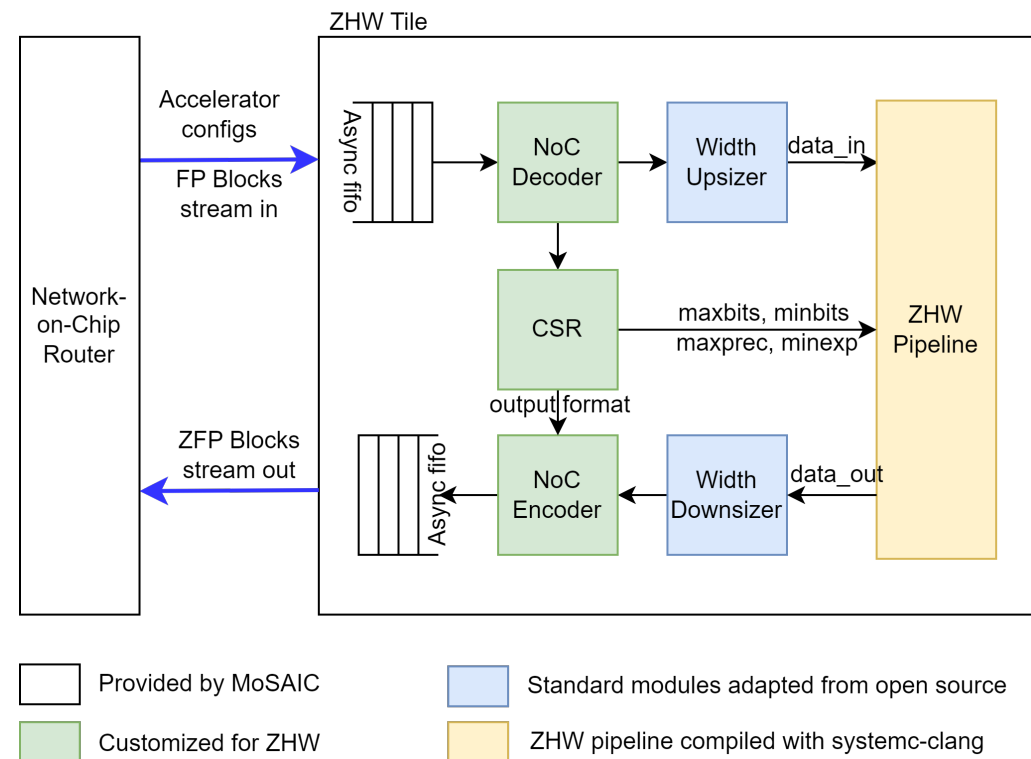 ZHW Tile
Accelerator
configs
FP Blocks
stream in
Async fifo
NoC
Decoder
Width
Upsizer
data_in
Network-
on-Chip
Router
CSR
maxbits, minbits
maxprec, minexp
ZHW
Pipeline
output format
ZFP Blocks
stream out
Async fifo
NoC
Encoder
Width
Downsizer
data_out
Provided by MoSAIC
Standard modules adapted from open source
Customized for ZHW
ZHW pipeline compiled with systemc-clang